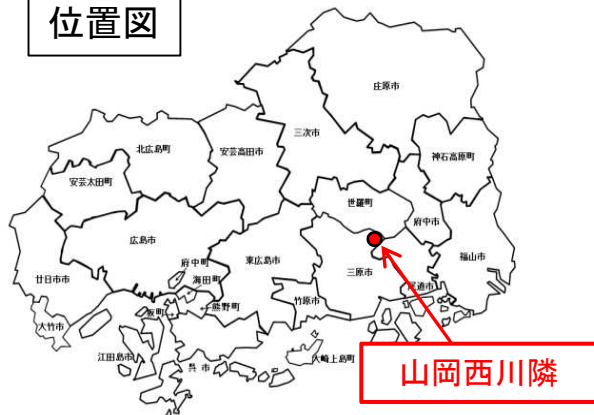 位置図
庄原市
三次市
北広島町
安芸高田市
神石高原町
安芸太田町
世羅町
府中市
広島市
東広島市
三原市
福山市
府中町
海田町
廿日市市
尾道市
竹原市
熊野町
坂町
大竹市
江田島市
呉市
大崎上島町
山岡西川隣